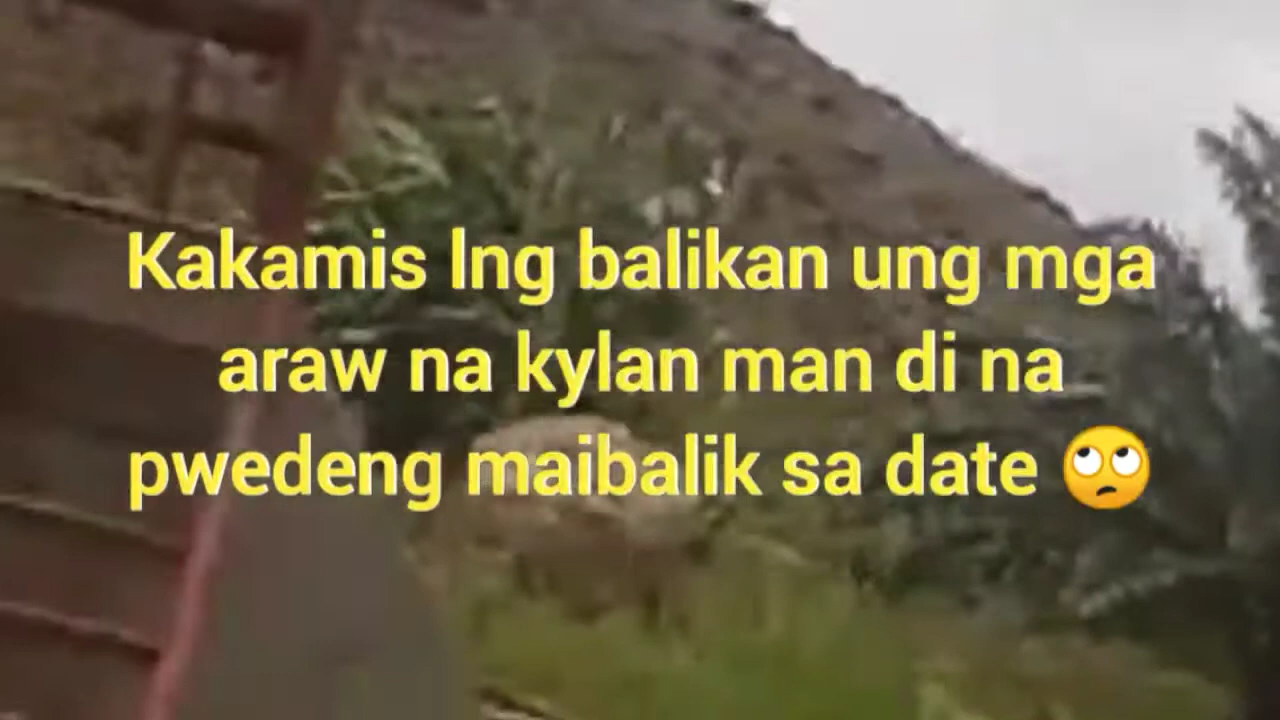 Kakamis lng balikan ung mga
araw na kylan man di na
pwedeng maibalik sa date 🙄